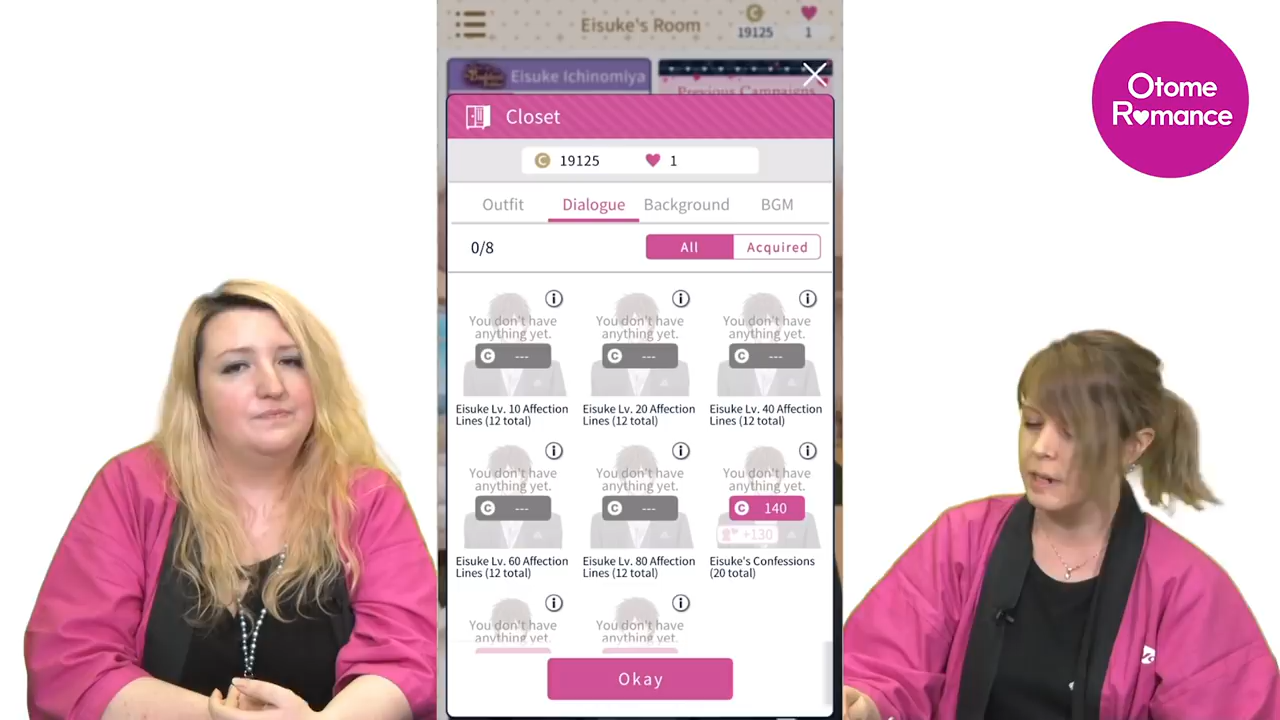 Eisuke's Room
19125
1
Eisuke Ichinomiya
Previous Campaigns
Closet
C 19125
1
Outfit
Dialogue
Background
BGM
0/8
All
Acquired
You don't have
anything yet.
C ---
You don't have
anything yet.
C ---
You don't have
anything yet.
C ---
Eisuke Lv. 10 Affection
Lines (12 total)
Eisuke Lv. 20 Affection
Lines (12 total)
Eisuke Lv. 40 Affection
Lines (12 total)
You don't have
anything yet.
C ---
You don't have
anything yet.
C ---
You don't have
anything yet.
C 140
+130
Eisuke Lv. 60 Affection
Lines (12 total)
Eisuke Lv. 80 Affection
Lines (12 total)
Eisuke's Confessions
(20 total)
You don't have
anything yet.
You don't have
anything yet.
Okay
Otome
Romance